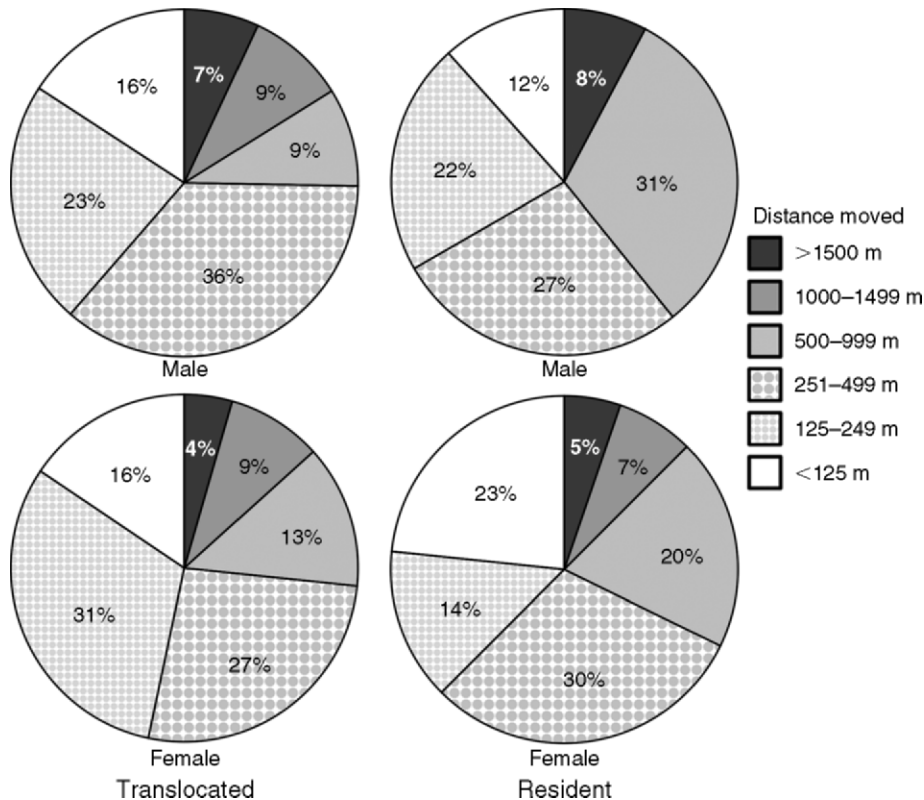 7%
9%
9%
36%
23%
16%
Male
8%
31%
27%
22%
12%
Male
4%
9%
13%
27%
31%
16%
Female
Translocated
5%
7%
20%
30%
14%
23%
Female
Resident
Distance moved
>1500 m
1000–1499 m
500–999 m
251–499 m
125–249 m
<125 m